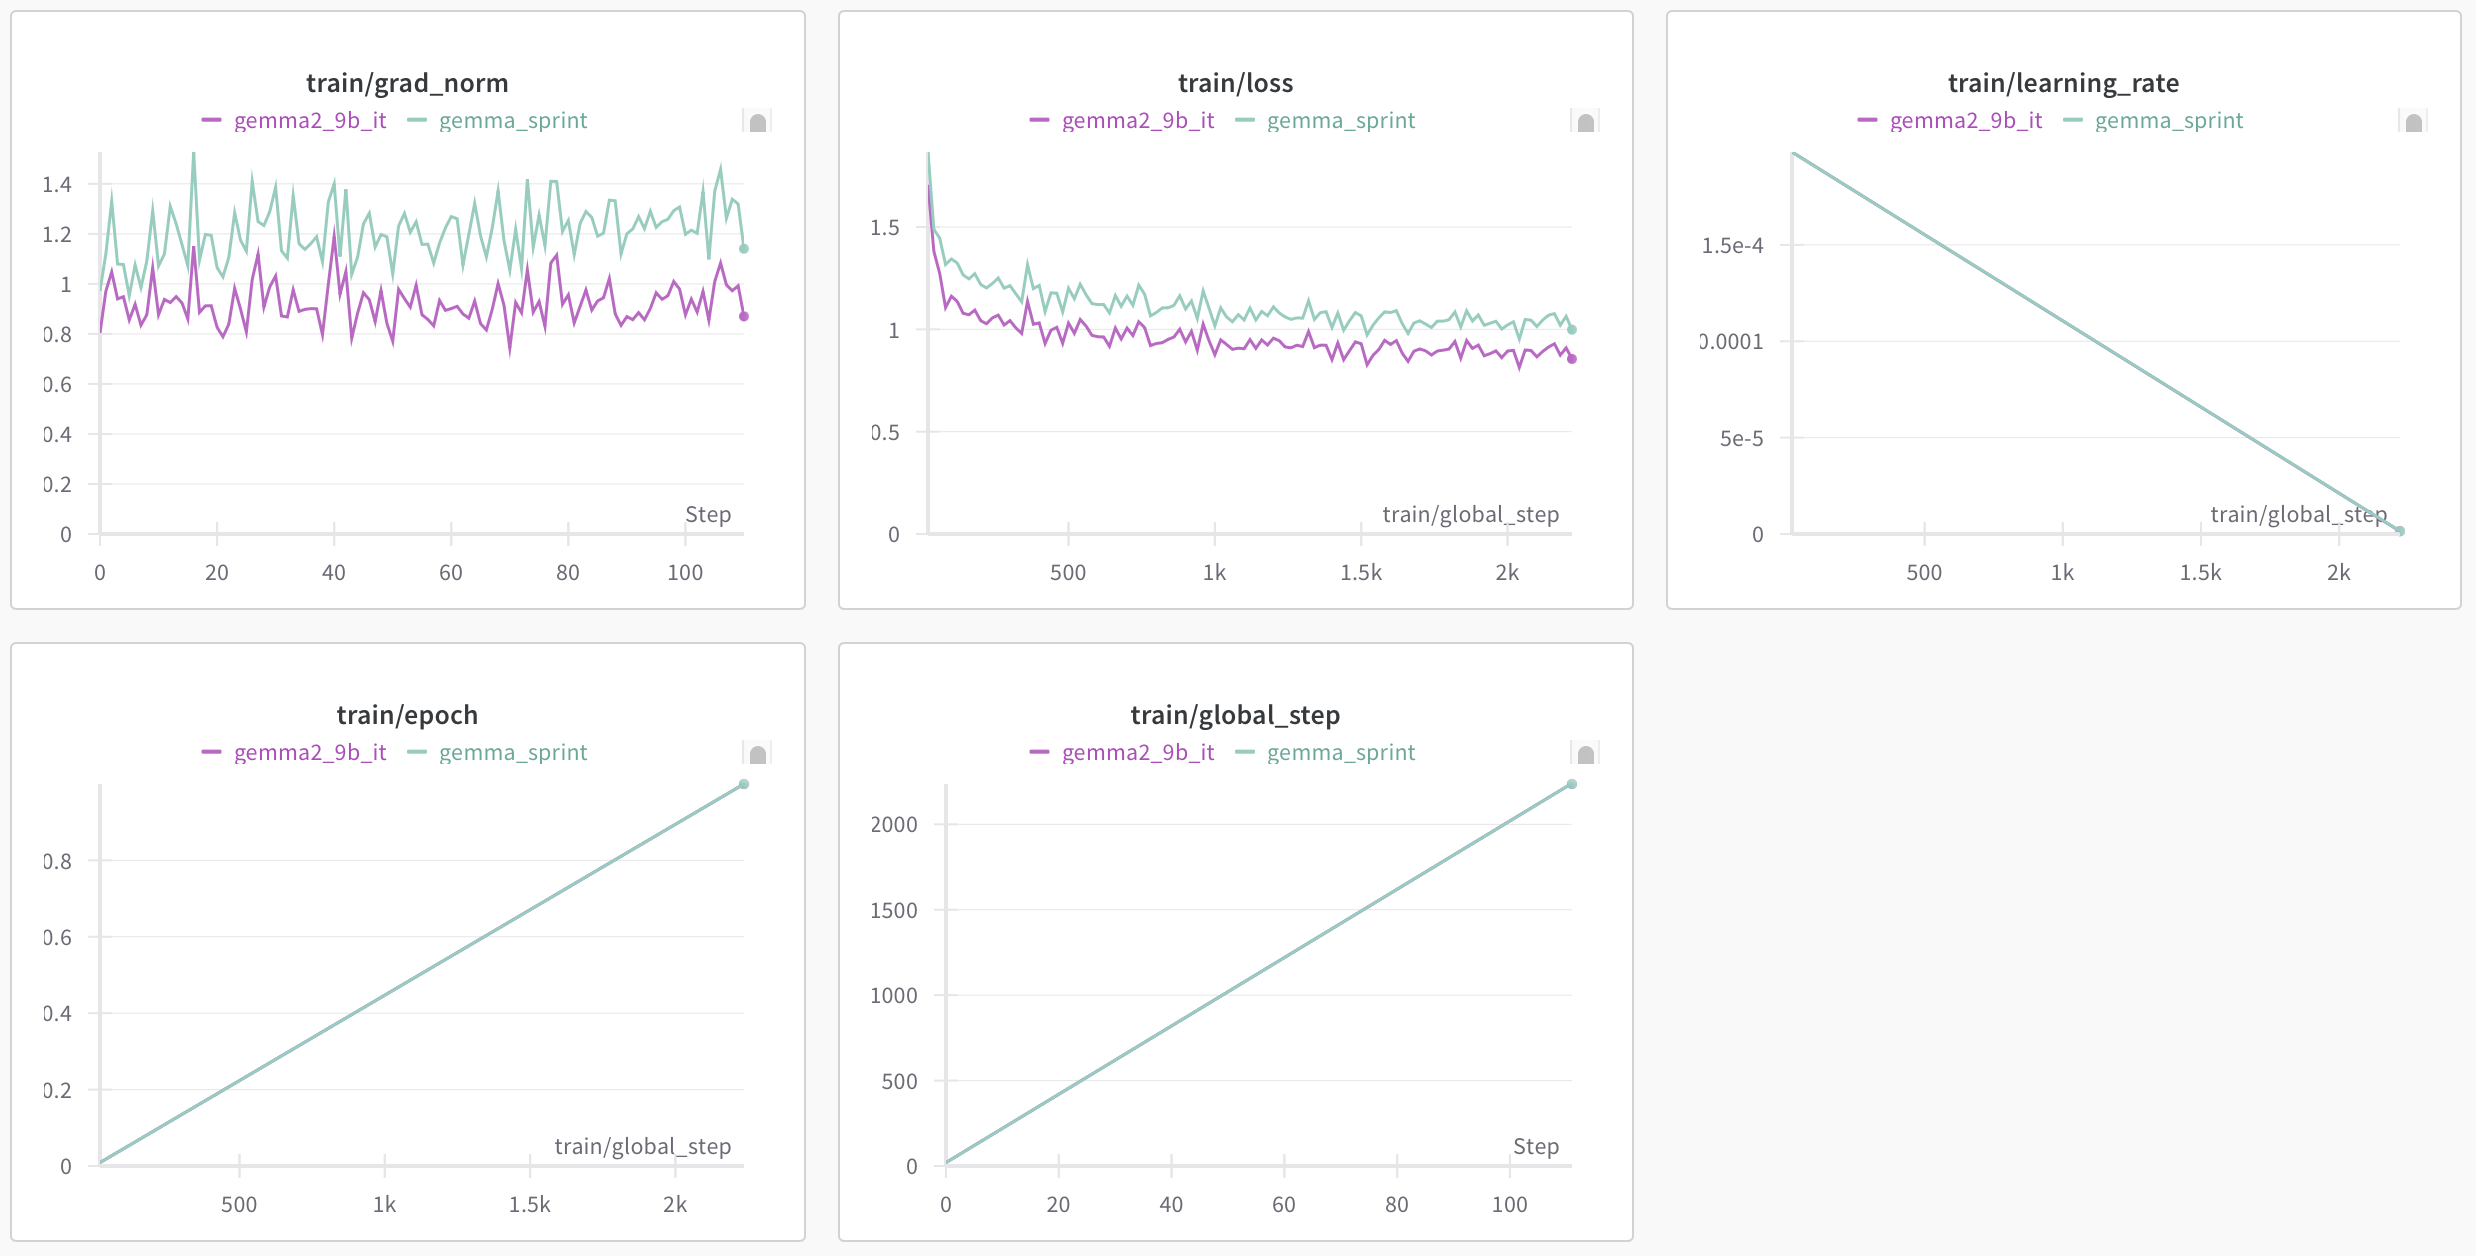 train/grad_norm
gemma2_9b_it gemma_sprint
1.4
1.2
1
0.8
0.6
0.4
0.2
0
Step
0 20 40 60 80 100
train/loss
gemma2_9b_it gemma_sprint
1.5
1
0.5
0
train/global_step
500 1k 1.5k 2k
train/learning_rate
gemma2_9b_it gemma_sprint
1.5e-4
0.0001
5e-5
0
train/global_step
500 1k 1.5k 2k
train/epoch
gemma2_9b_it gemma_sprint
0.8
0.6
0.4
0.2
0
train/global_step
500 1k 1.5k 2k
train/global_step
gemma2_9b_it gemma_sprint
2000
1500
1000
500
0
Step
0 20 40 60 80 100